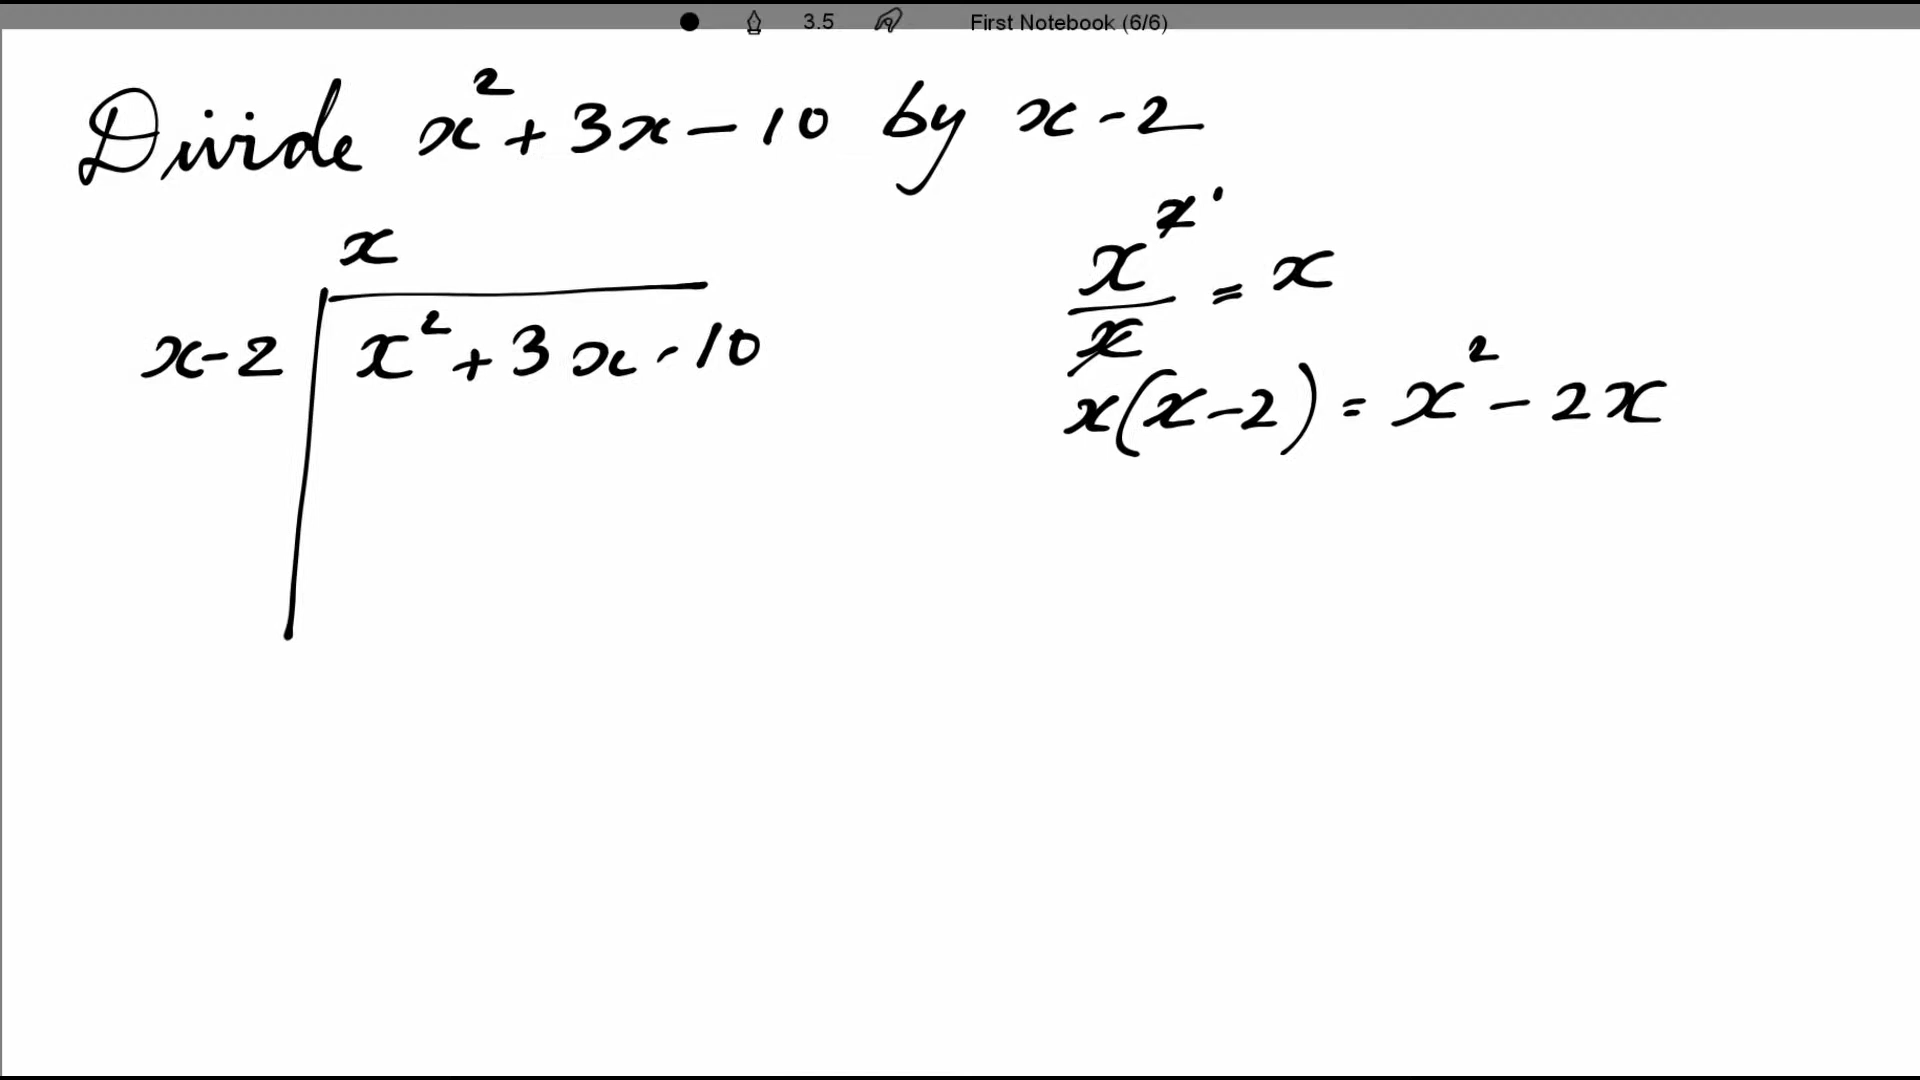 3.5 First Notebook (6/6)
Divide x² + 3x - 10 by x - 2
x
x-2 x² + 3x - 10
x² / x = x
x(x-2) = x² - 2x